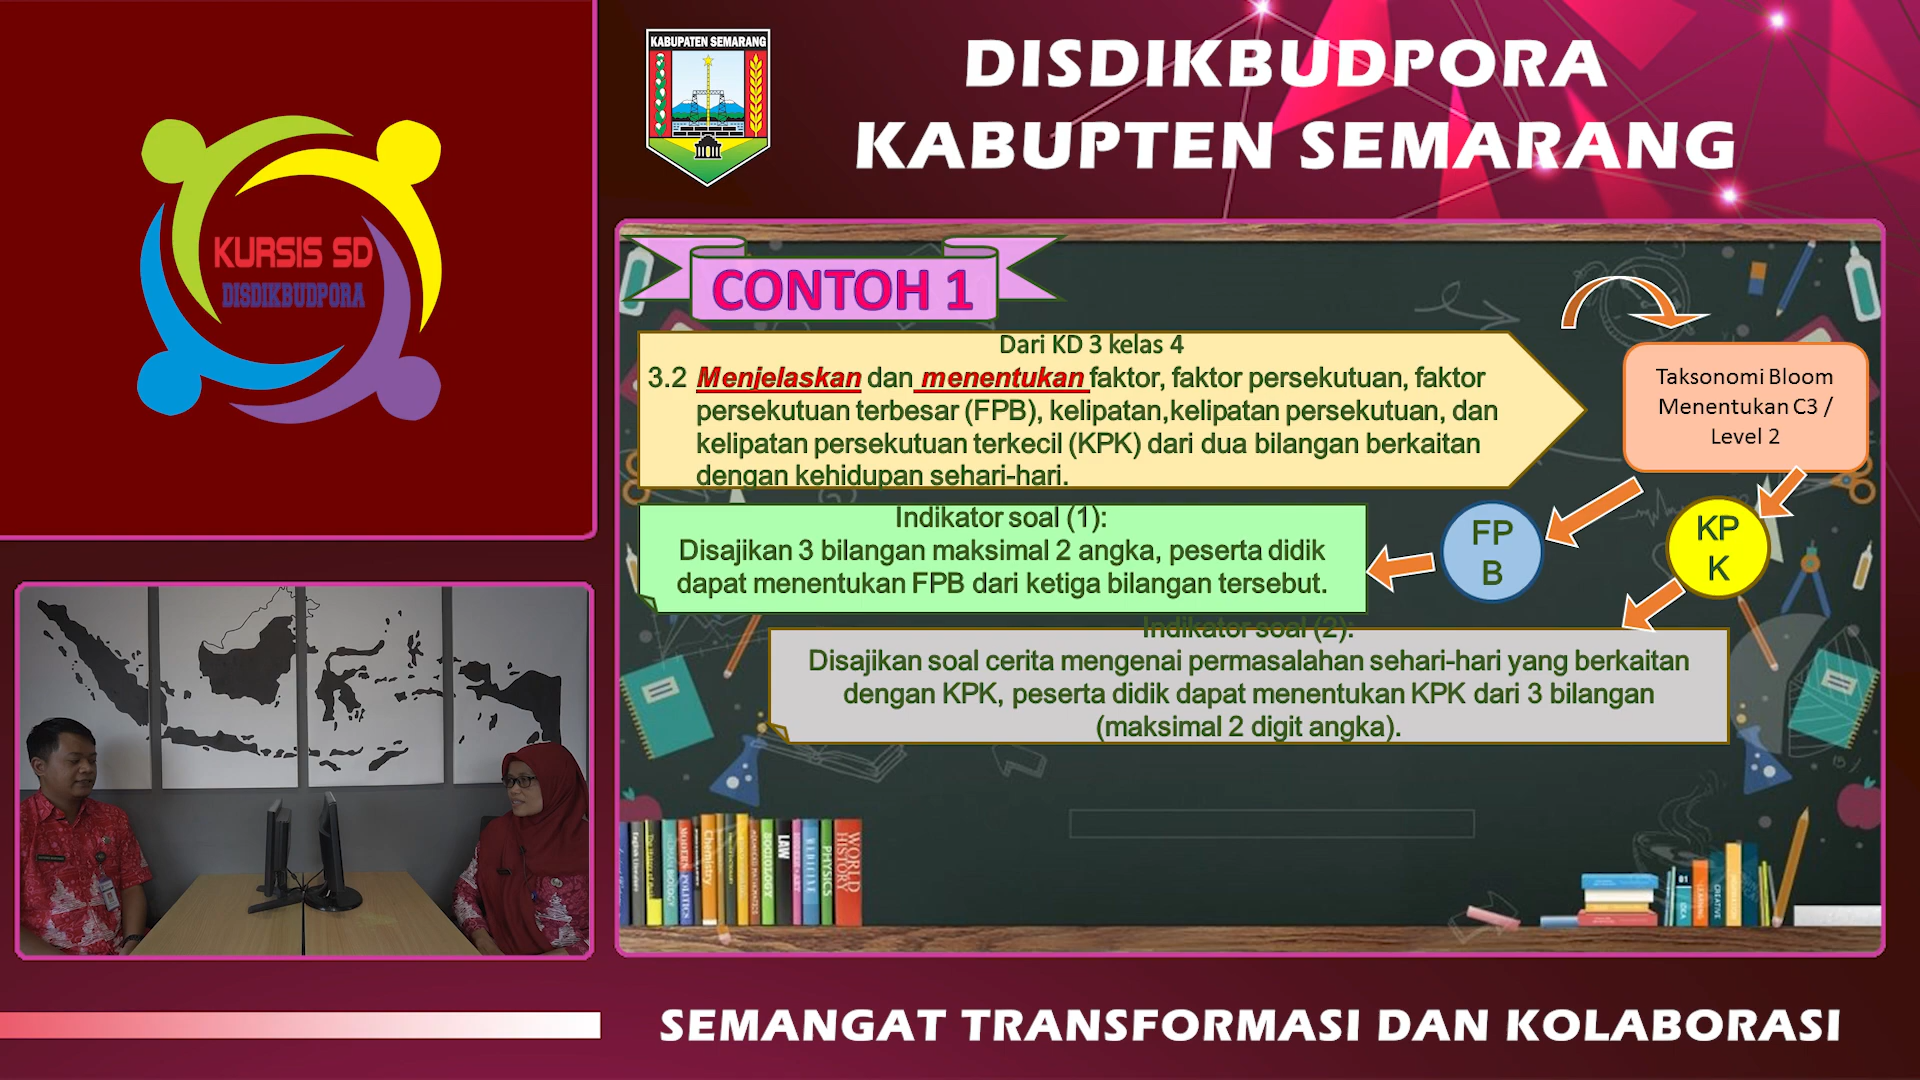 KURSIS SD
DISDIKBUDPORA
KABUPATEN SEMARANG
DISDIKBUDPORA
KABUPTEN SEMARANG
CONTOH 1
Dari KD 3 kelas 4
3.2 Menjelaskan dan menentukan faktor, faktor persekutuan, faktor
persekutuan terbesar (FPB), kelipatan,kelipatan persekutuan, dan
kelipatan persekutuan terkecil (KPK) dari dua bilangan berkaitan
dengan kehidupan sehari-hari.
Taksonomi Bloom
Menentukan C3 /
Level 2
FP
B
KP
K
Indikator soal (1):
Disajikan 3 bilangan maksimal 2 angka, peserta didik
dapat menentukan FPB dari ketiga bilangan tersebut.
Indikator soal (2):
Disajikan soal cerita mengenai permasalahan sehari-hari yang berkaitan
dengan KPK, peserta didik dapat menentukan KPK dari 3 bilangan
(maksimal 2 digit angka).
Chemistry
SOCIOLOGY
LAW
MEDICINE
PHYSICS
WORLD
HISTORY
SEMANGAT TRANSFORMASI DAN KOLABORASI